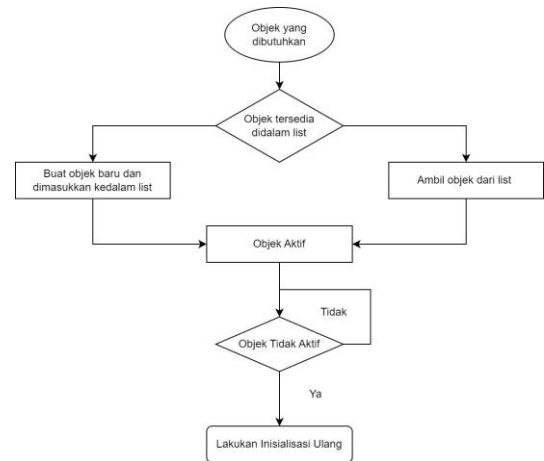 Objek yang
dibutuhkan
Objek tersedia
didalam list
Buat objek baru dan
dimasukkan kedalam list
Ambil objek dari list
Objek Aktif
Tidak
Objek Tidak Aktif
Ya
Lakukan Inisialisasi Ulang